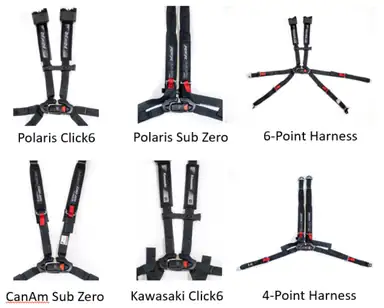 Polaris Click6
Polaris Sub Zero
6-Point Harness
CanAm Sub Zero
Kawasaki Click6
4-Point Harness